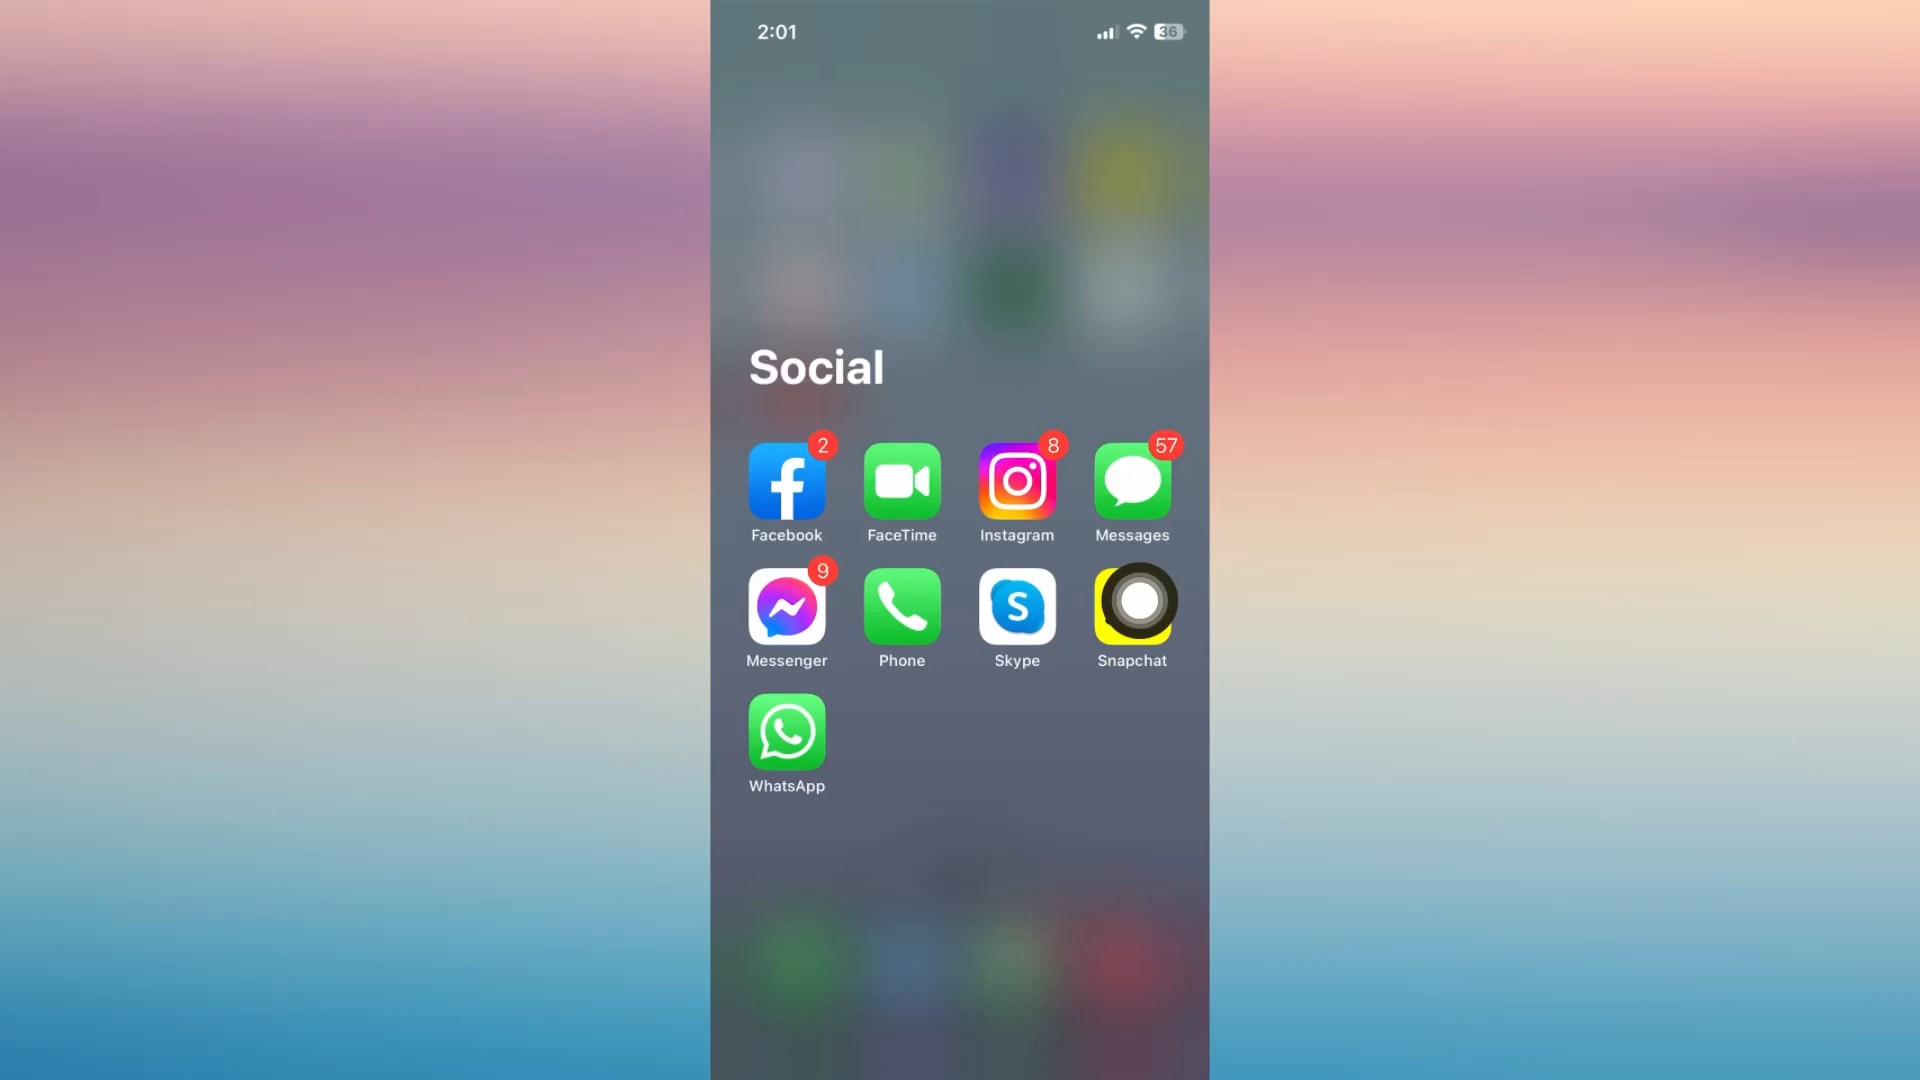 2:01
36
Social
2
8
57
Facebook
FaceTime
Instagram
Messages
9
S
Messenger
Phone
Skype
Snapchat
WhatsApp